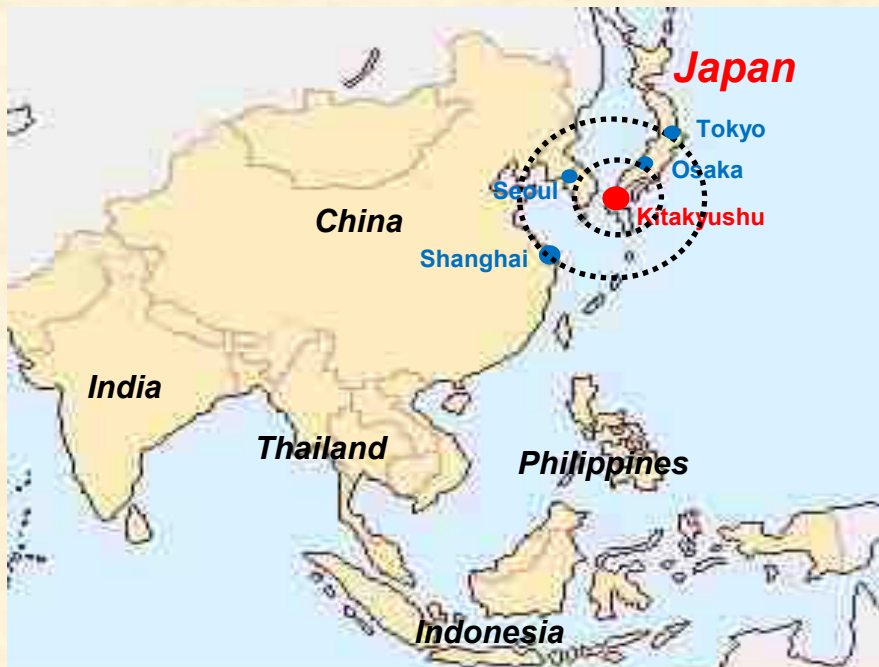 Japan
Tokyo
Osaka
Seoul
Kitakyushu
China
Shanghai
India
Thailand
Philippines
Indonesia